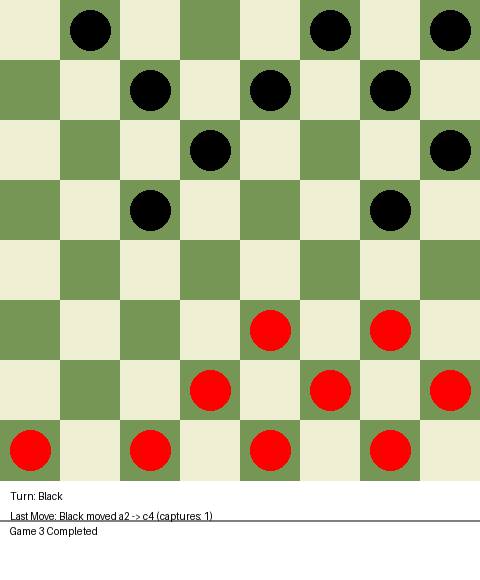 Turn: Black
Last Move: Black moved a2 -> c4 (captures: 1)
Game 3 Completed